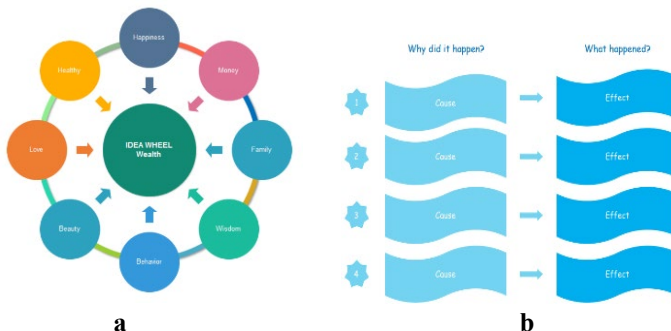 Happiness
Healthy
Money
Love
IDEA WHEEL
Wealth
Family
Beauty
Wisdom
Behavior
a
Why did it happen?
What happened?
1
Cause
Effect
2
Cause
Effect
3
Cause
Effect
4
Cause
Effect
b